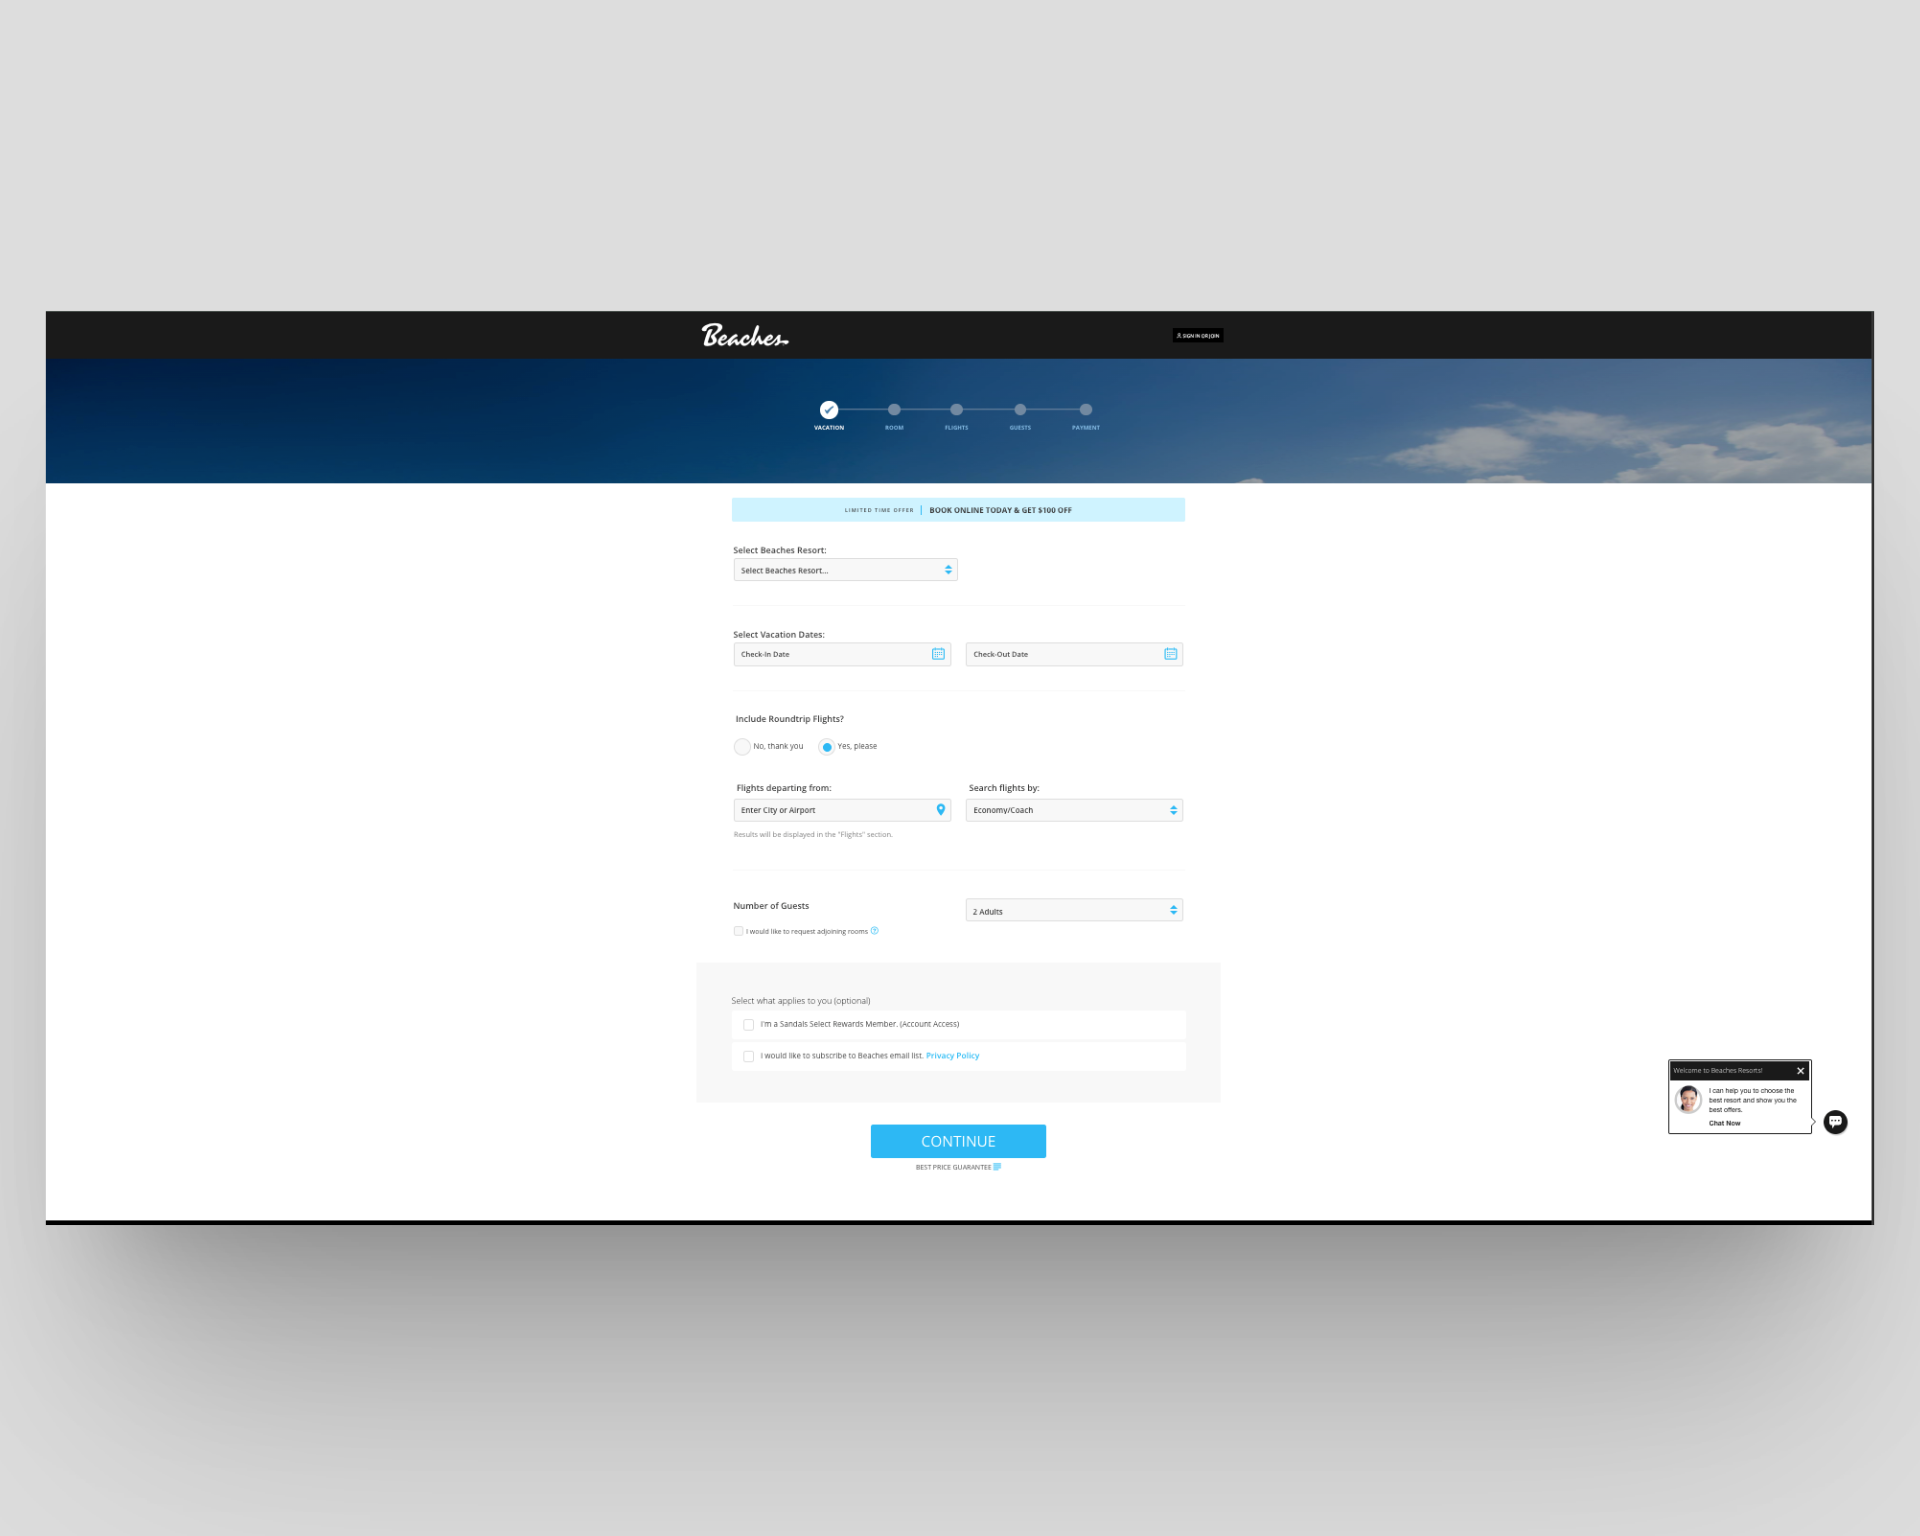 Beaches
SIGN IN OR JOIN
VACATION
ROOM
FLIGHTS
GUESTS
PAYMENT
LIMITED TIME OFFER | BOOK ONLINE TODAY & GET $100 OFF
Select Beaches Resort:
Select Beaches Resort...
Select Vacation Dates:
Check-In Date
Check-Out Date
Include Roundtrip Flights?
No, thank you
Yes, please
Flights departing from:
Search flights by:
Enter City or Airport
Economy/Coach
Results will be displayed in the "Flights" section.
Number of Guests
2 Adults
I would like to request adjoining rooms
Select what applies to you (optional)
I'm a Sandals Select Rewards Member. (Account Access)
I would like to subscribe to Beaches email list. Privacy Policy
CONTINUE
BEST PRICE GUARANTEE
Welcome to Beaches Resorts!
I can help you to choose the
best resort and show you the
best offers.
Chat Now